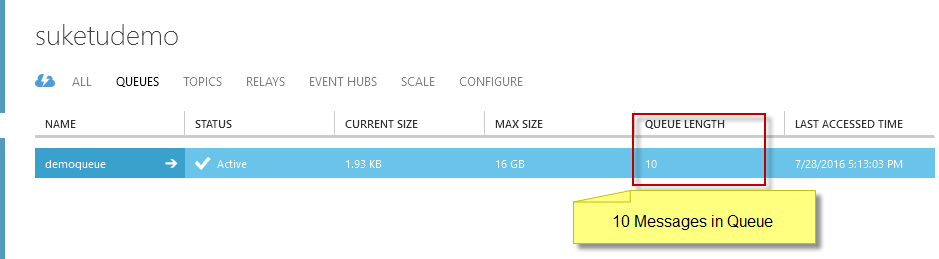 suketudemo
ALL QUEUES TOPICS RELAYS EVENT HUBS SCALE CONFIGURE
NAME STATUS CURRENT SIZE MAX SIZE QUEUE LENGTH LAST ACCESSED TIME
demoqueue Active 1.93 KB 16 GB 10 7/28/2016 5:13:03 PM
10 Messages in Queue